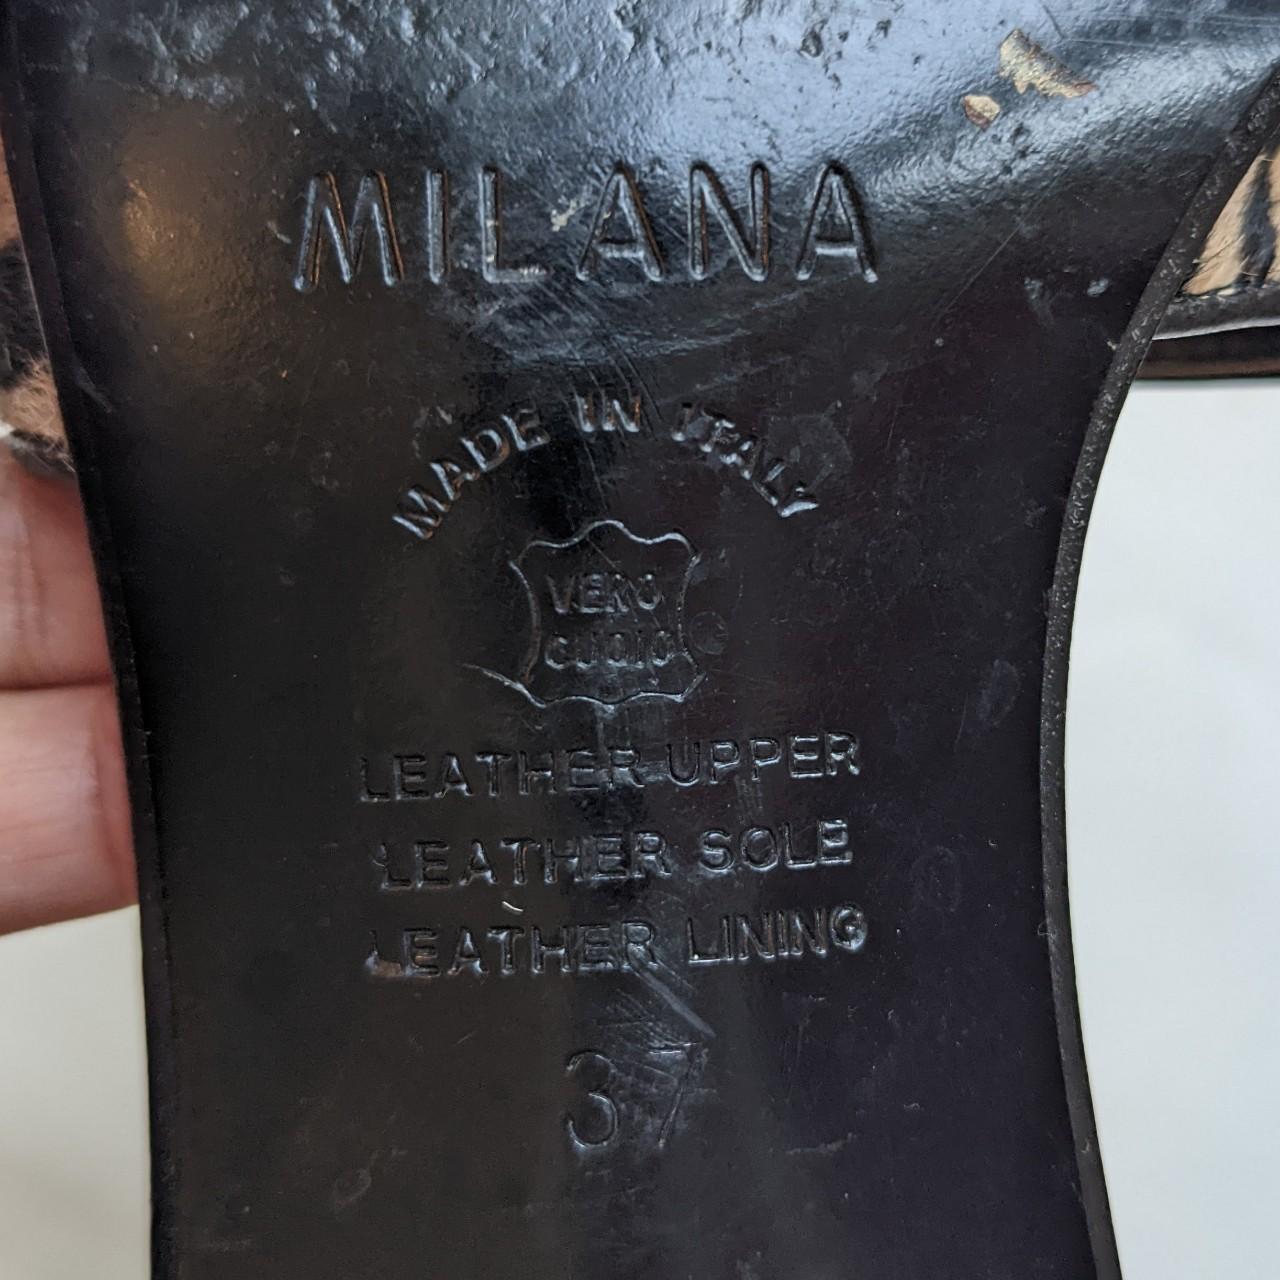 MILANA
MADE IN ITALY
VERO
CUOIO
LEATHER UPPER
LEATHER SOLE
LEATHER LINING
37